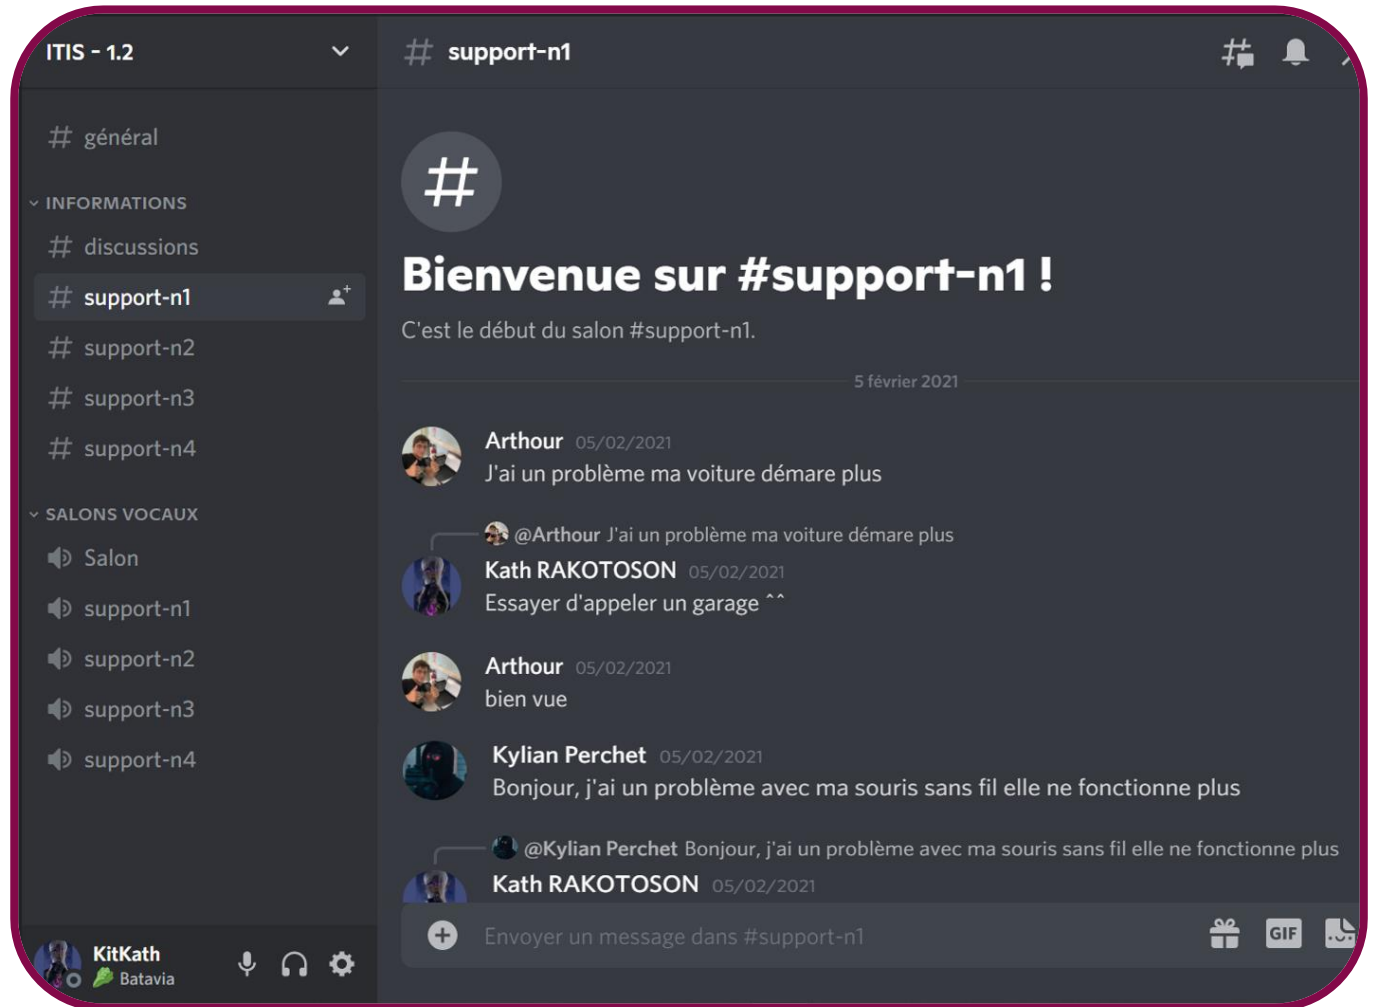 ITIS - 1.2
général
INFORMATIONS
discussions
support-n1
support-n2
support-n3
support-n4
SALONS VOCAUX
Salon
support-n1
support-n2
support-n3
support-n4
KitKath
Batavia
# support-n1
#
Bienvenue sur #support-n1 !
C'est le début du salon #support-n1.
5 février 2021
Arthour 05/02/2021
J'ai un problème ma voiture démare plus
@Arthour J'ai un problème ma voiture démare plus
Kath RAKOTOSON 05/02/2021
Essayer d'appeler un garage ^^
Arthour 05/02/2021
bien vue
Kylian Perchet 05/02/2021
Bonjour, j'ai un problème avec ma souris sans fil elle ne fonctionne plus
@Kylian Perchet Bonjour, j'ai un problème avec ma souris sans fil elle ne fonctionne plus
Kath RAKOTOSON 05/02/2021
Envoyer un message dans #support-n1
GIF